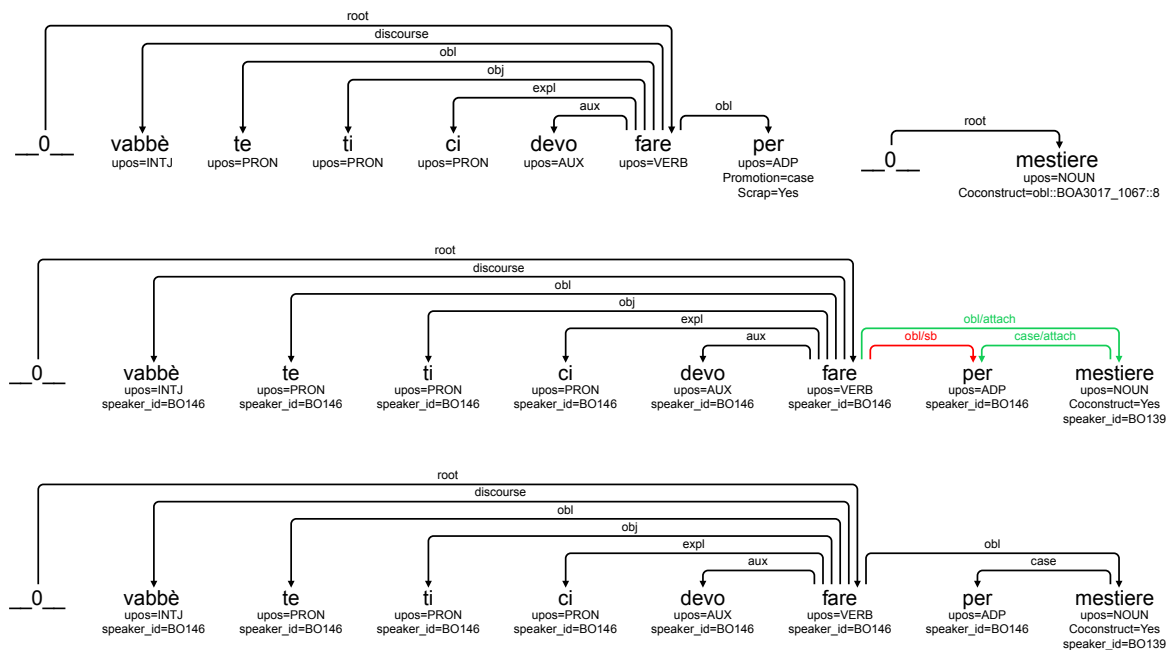 root
discourse
obl
obj
expl
aux
obl
__0__ vabbè te ti ci devo fare per
upos=INTJ upos=PRON upos=PRON upos=PRON upos=AUX upos=VERB upos=ADP
Promotion=case
Scrap=Yes
root
__0__ mestiere
upos=NOUN
Coconstruct=obl::BOA3017_1067::8
root
discourse
obl
obj
expl
aux
obl/attach
obl/sb case/attach
__0__ vabbè te ti ci devo fare per mestiere
upos=INTJ upos=PRON upos=PRON upos=PRON upos=AUX upos=VERB upos=ADP upos=NOUN
speaker_id=BO146 speaker_id=BO146 speaker_id=BO146 speaker_id=BO146 speaker_id=BO146 speaker_id=BO146 speaker_id=BO146 Coconstruct=Yes
speaker_id=BO139
root
discourse
obl
obj
expl
aux
obl
case
__0__ vabbè te ti ci devo fare per mestiere
upos=INTJ upos=PRON upos=PRON upos=PRON upos=AUX upos=VERB upos=ADP upos=NOUN
speaker_id=BO146 speaker_id=BO146 speaker_id=BO146 speaker_id=BO146 speaker_id=BO146 speaker_id=BO146 speaker_id=BO146 Coconstruct=Yes
speaker_id=BO139